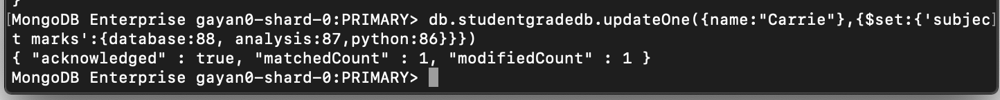 }
[MongoDB Enterprise gayan0-shard-0:PRIMARY> db.studentgradedb.updateOne({name:"Carrie"},{$set:{'subjec]
t marks':{database:88, analysis:87,python:86}}})
{ "acknowledged" : true, "matchedCount" : 1, "modifiedCount" : 1 }
MongoDB Enterprise gayan0-shard-0:PRIMARY>